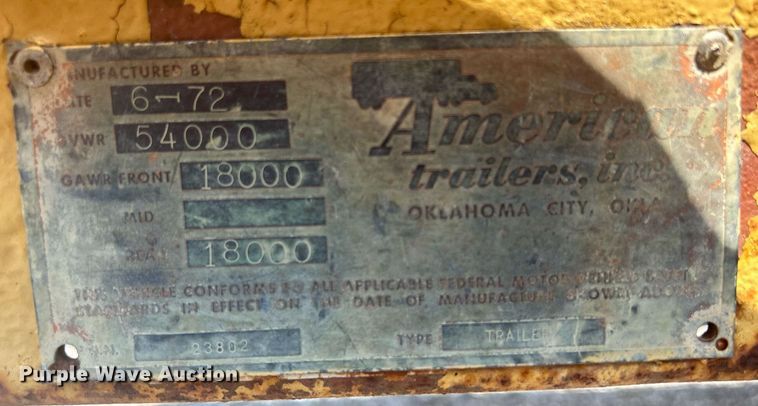 NUFACTURED BY
ATE 6-72
VWR 54000
GAWR FRONT 18000
MID
REAR 18000
American
trailers, inc.
OKLAHOMA CITY, OKLA
THIS VEHICLE CONFORMS TO ALL APPLICABLE FEDERAL MOTOR VEHICLE SAFETY
STANDARDS IN EFFECT ON THE DATE OF MANUFACTURE SHOWN ABOVE
23802 TYPE TRAILER
Purple Wave Auction